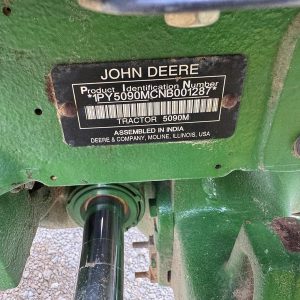 JOHN DEERE
Product Identification Number
*1PY5090MCNB001287*
TRACTOR 5090M
ASSEMBLED IN INDIA
DEERE & COMPANY, MOLINE, ILLINOIS, USA